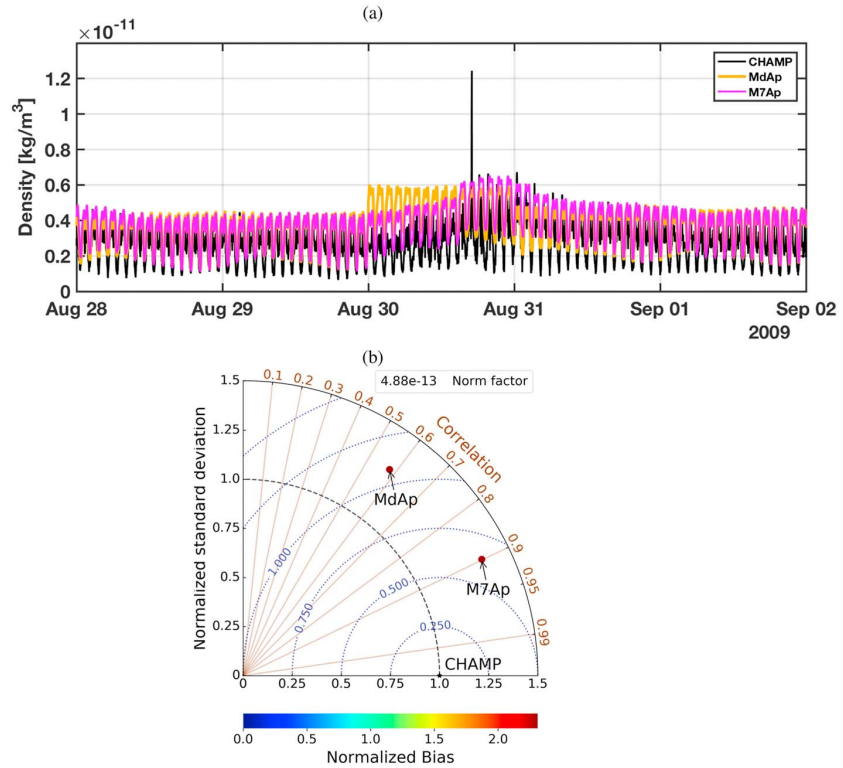 (a)
×10⁻¹¹
Density [kg/m³]
1.2
1
0.8
0.6
0.4
0.2
0
CHAMP
MdAp
M7Ap
Aug 28 Aug 29 Aug 30 Aug 31 Sep 01 Sep 02
2009
(b)
4.88e-13 Norm factor
Normalized standard deviation
1.5
1.0
0.75
0.5
0.25
0
0.1 0.2 0.3 0.4 0.5 0.6 0.7 0.8 0.9 0.95 0.99
Correlation
MdAp
M7Ap
CHAMP
1.000
0.750
0.500
0.250
0 0.25 0.5 0.75 1.0 1.25 1.5
0.0 0.5 1.0 1.5 2.0
Normalized Bias